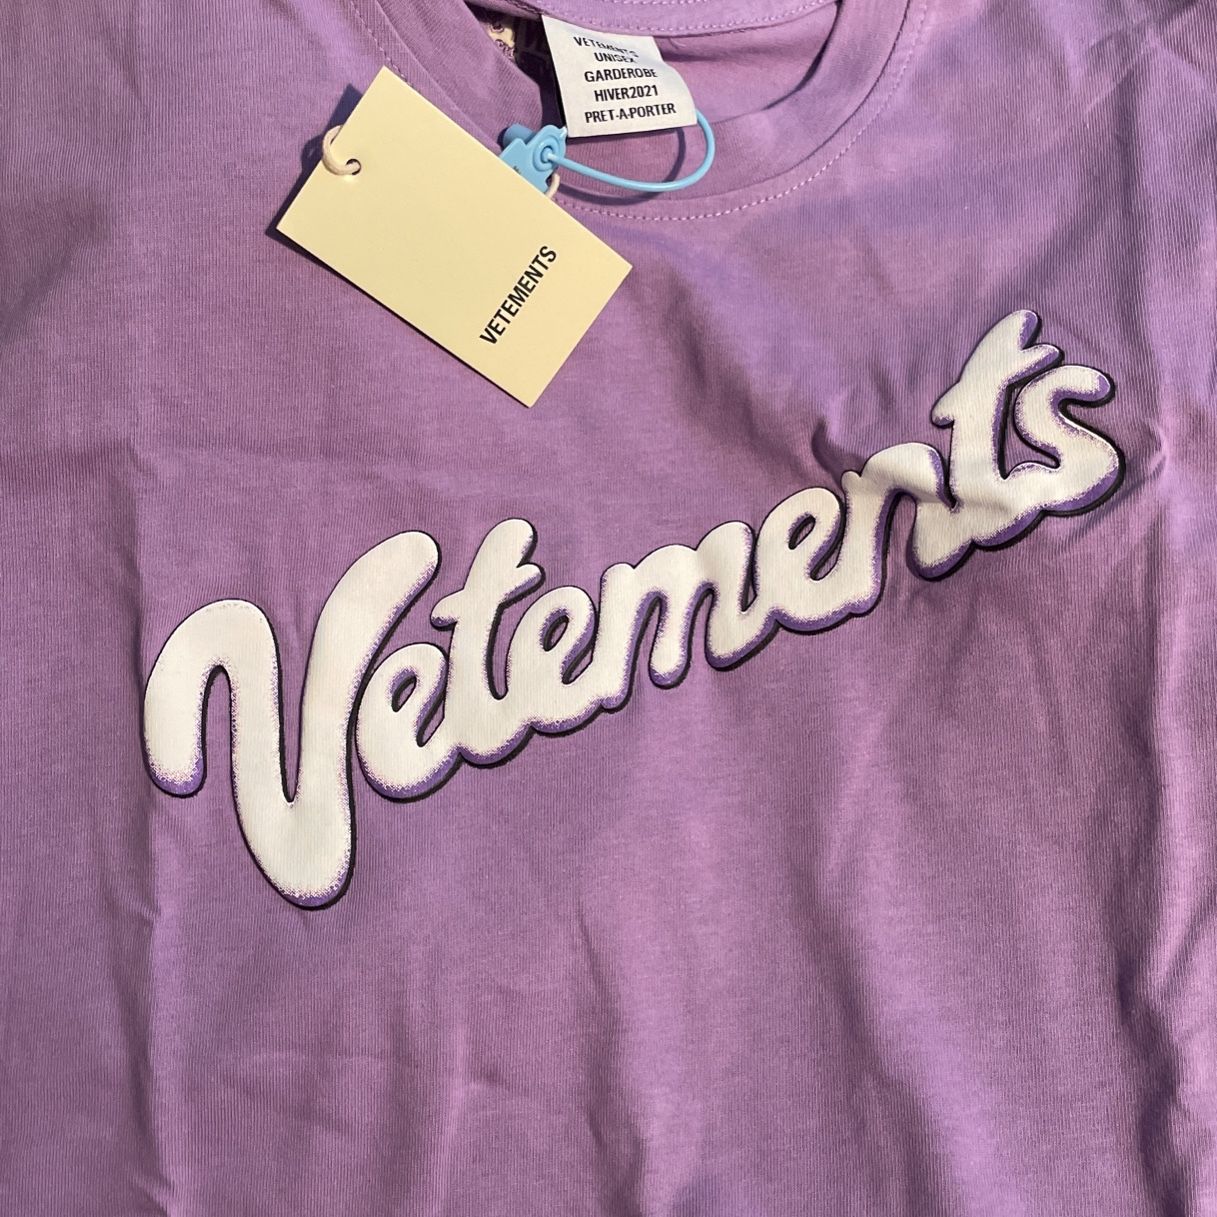 VETEMENTS
UNISEX
GARDEROBE
HIVER2021
PRET-A-PORTER
VETEMENTS
Vetements